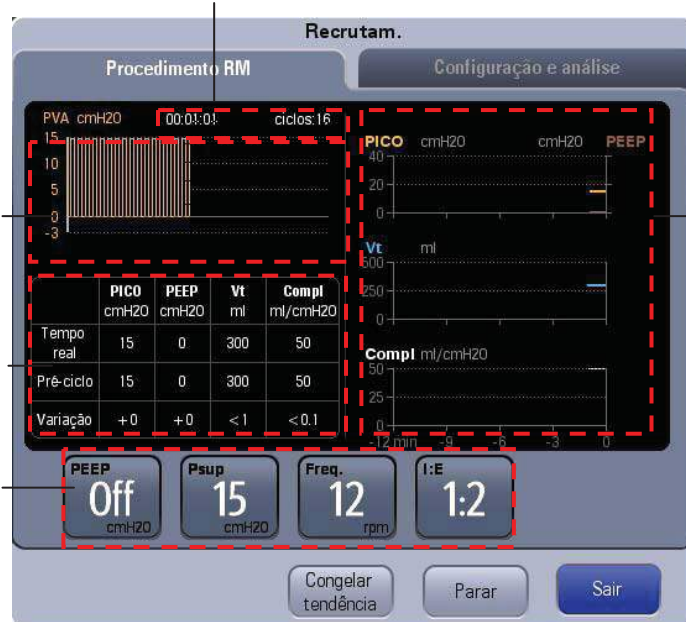 Recrutam.
Procedimento RM
Configuração e análise
PVA cmH2O 00:01:01 ciclos:16
15
10
5
0
-3
PICO cmH20 cmH20 PEEP
40
20
0
Vt ml
600
250
0
Compl ml/cmH20
50
25
0
-12 min -9 -6 -3 0
PICO PEEP Vt Compl
cmH2O cmH2O ml ml/cmH2O
Tempo real 15 0 300 50
Pré-ciclo 15 0 300 50
Variação +0 +0 <1 <0.1
PEEP Psup Freq. I:E
Off 15 12 1:2
cmH2O cmH2O rpm
Congelar tendência
Parar
Sair